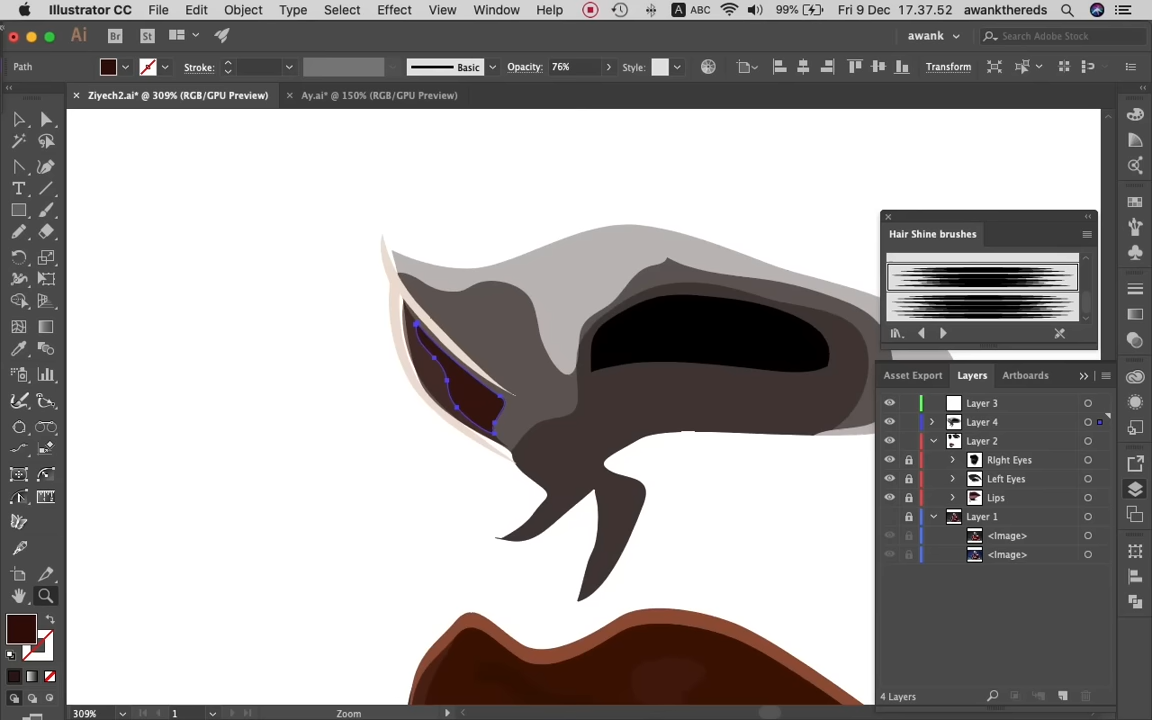 Illustrator CC File Edit Object Type Select Effect View Window Help A ABC 99% Fri 9 Dec 17.37.52 awankthereds
Ai Br St awank Search Adobe Stock
Path Stroke: Basic Opacity: 76% Style: Transform
× Ziyech2.ai* @ 309% (RGB/GPU Preview) × Ay.ai* @ 150% (RGB/GPU Preview)
Hair Shine brushes
Asset Export Layers Artboards
Layer 3
Layer 4
Layer 2
Right Eyes
Left Eyes
Lips
Layer 1
<Image>
<Image>
4 Layers
309% 1 Zoom